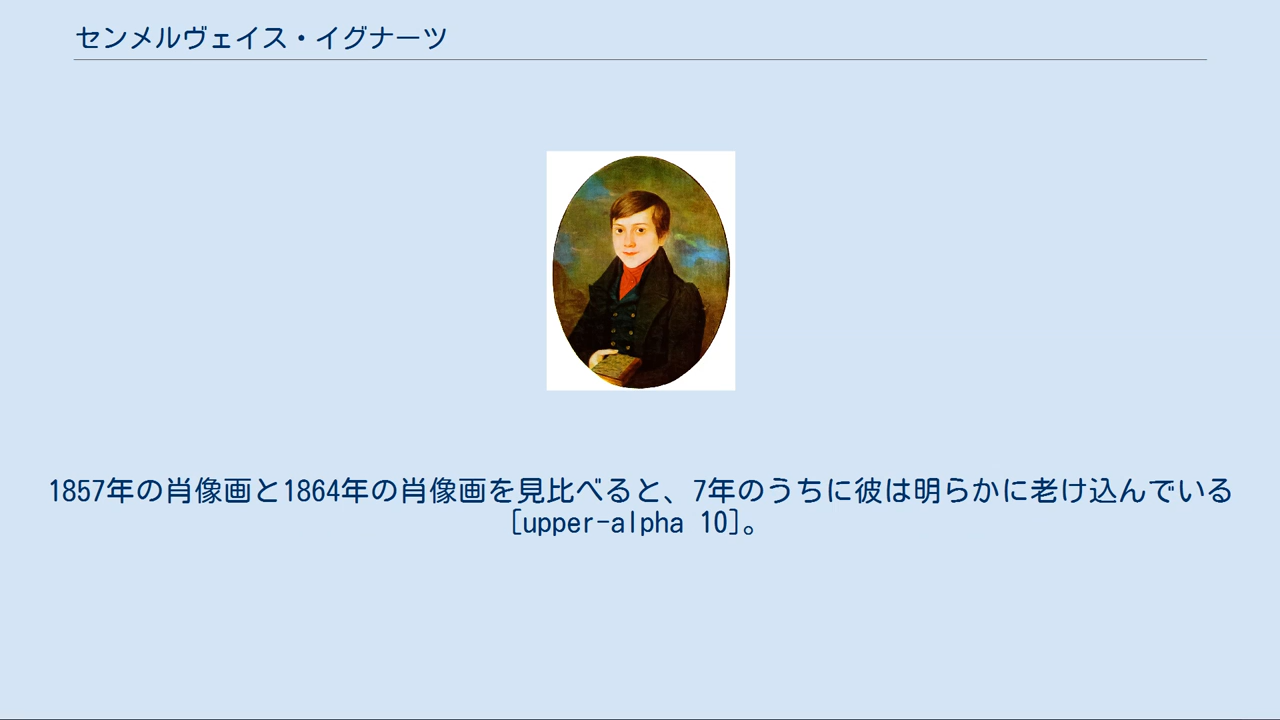 センメルヴェイス・イグナーツ
1857年の肖像画と1864年の肖像画を見比べると、7年のうちに彼は明らかに老け込んでいる
[upper-alpha 10]。